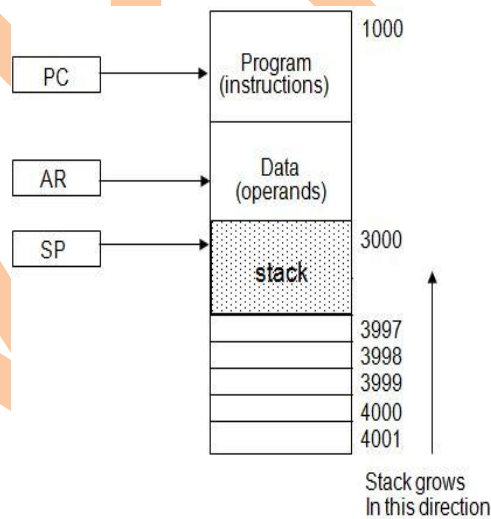 1000
PC
Program
(instructions)
AR
Data
(operands)
SP
3000
stack
3997
3998
3999
4000
4001
Stack grows
In this direction